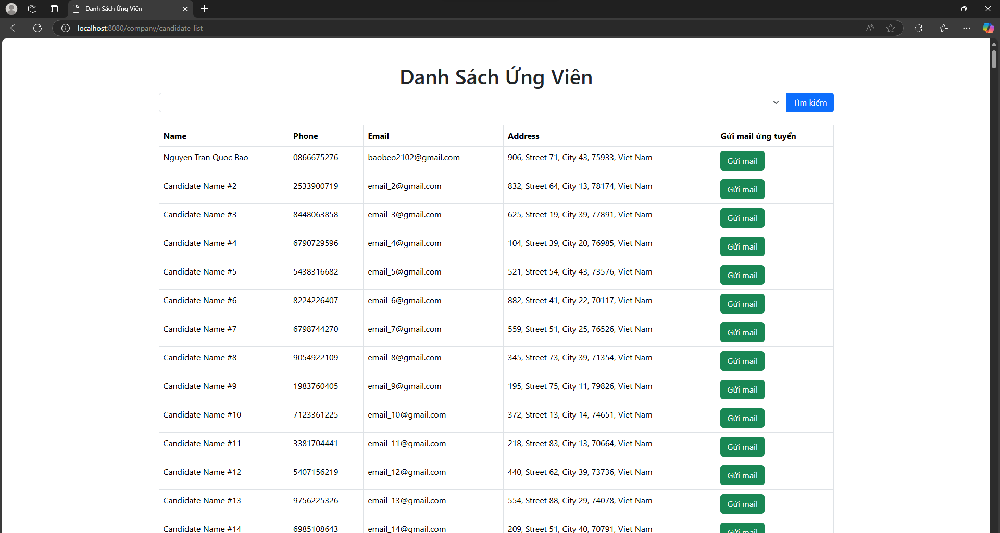 Danh Sách Ứng Viên
localhost:8080/company/candidate-list
Danh Sách Ứng Viên
Tìm kiếm
Name Phone Email Address Gửi mail ứng tuyển
Nguyen Tran Quoc Bao 0866675276 baobeo2102@gmail.com 906, Street 71, City 43, 75933, Viet Nam Gửi mail
Candidate Name #2 2533900719 email_2@gmail.com 832, Street 64, City 13, 78174, Viet Nam Gửi mail
Candidate Name #3 8448063858 email_3@gmail.com 625, Street 19, City 39, 77891, Viet Nam Gửi mail
Candidate Name #4 6790729596 email_4@gmail.com 104, Street 39, City 20, 76985, Viet Nam Gửi mail
Candidate Name #5 5438316682 email_5@gmail.com 521, Street 54, City 43, 73576, Viet Nam Gửi mail
Candidate Name #6 8224226407 email_6@gmail.com 882, Street 41, City 22, 70117, Viet Nam Gửi mail
Candidate Name #7 6798744270 email_7@gmail.com 559, Street 51, City 25, 76526, Viet Nam Gửi mail
Candidate Name #8 9054922109 email_8@gmail.com 345, Street 73, City 39, 71354, Viet Nam Gửi mail
Candidate Name #9 1983760405 email_9@gmail.com 195, Street 75, City 11, 79826, Viet Nam Gửi mail
Candidate Name #10 7123361225 email_10@gmail.com 372, Street 13, City 14, 74651, Viet Nam Gửi mail
Candidate Name #11 3381704441 email_11@gmail.com 218, Street 83, City 13, 70664, Viet Nam Gửi mail
Candidate Name #12 5407156219 email_12@gmail.com 440, Street 62, City 39, 73736, Viet Nam Gửi mail
Candidate Name #13 9756225326 email_13@gmail.com 554, Street 88, City 29, 74078, Viet Nam Gửi mail
Candidate Name #14 6985108643 email_14@gmail.com 209, Street 51, City 40, 70791, Viet Nam Gửi mail